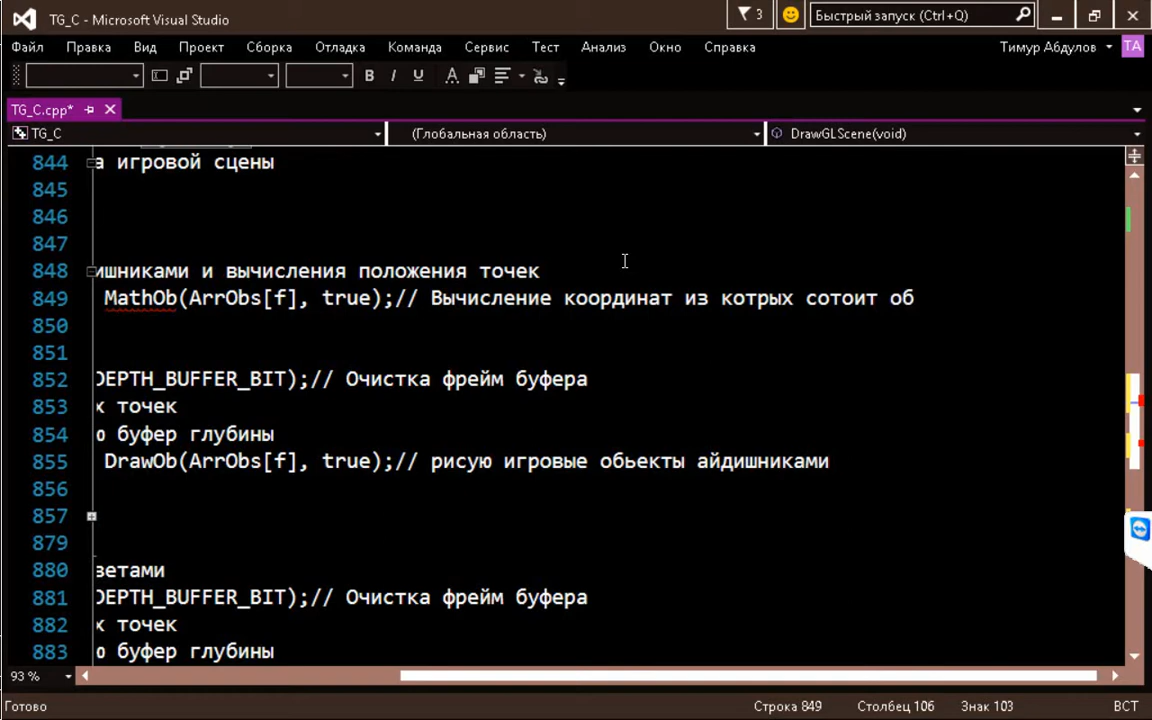 TG_C - Microsoft Visual Studio
3
Быстрый запуск (Ctrl+Q)
Файл Правка Вид Проект Сборка Отладка Команда Сервис Тест Анализ Окно Справка
Тимур Абдулов TA
B I U A
TG_C.cpp*
TG_C (Глобальная область) DrawGLScene(void)
844 а игровой сцены
845
846
847
848 ишниками и вычисления положения точек
849 MathOb(ArrObs[f], true);// Вычисление координат из котрых сотоит об
850
851
852 DEPTH_BUFFER_BIT);// Очистка фрейм буфера
853 х точек
854 ю буфер глубины
855 DrawOb(ArrObs[f], true);// рисую игровые обьекты айдишниками
856
857
879
880 ветами
881 DEPTH_BUFFER_BIT);// Очистка фрейм буфера
882 х точек
883 ю буфер глубины
93 %
Готово Строка 849 Столбец 106 Знак 103 ВСТ